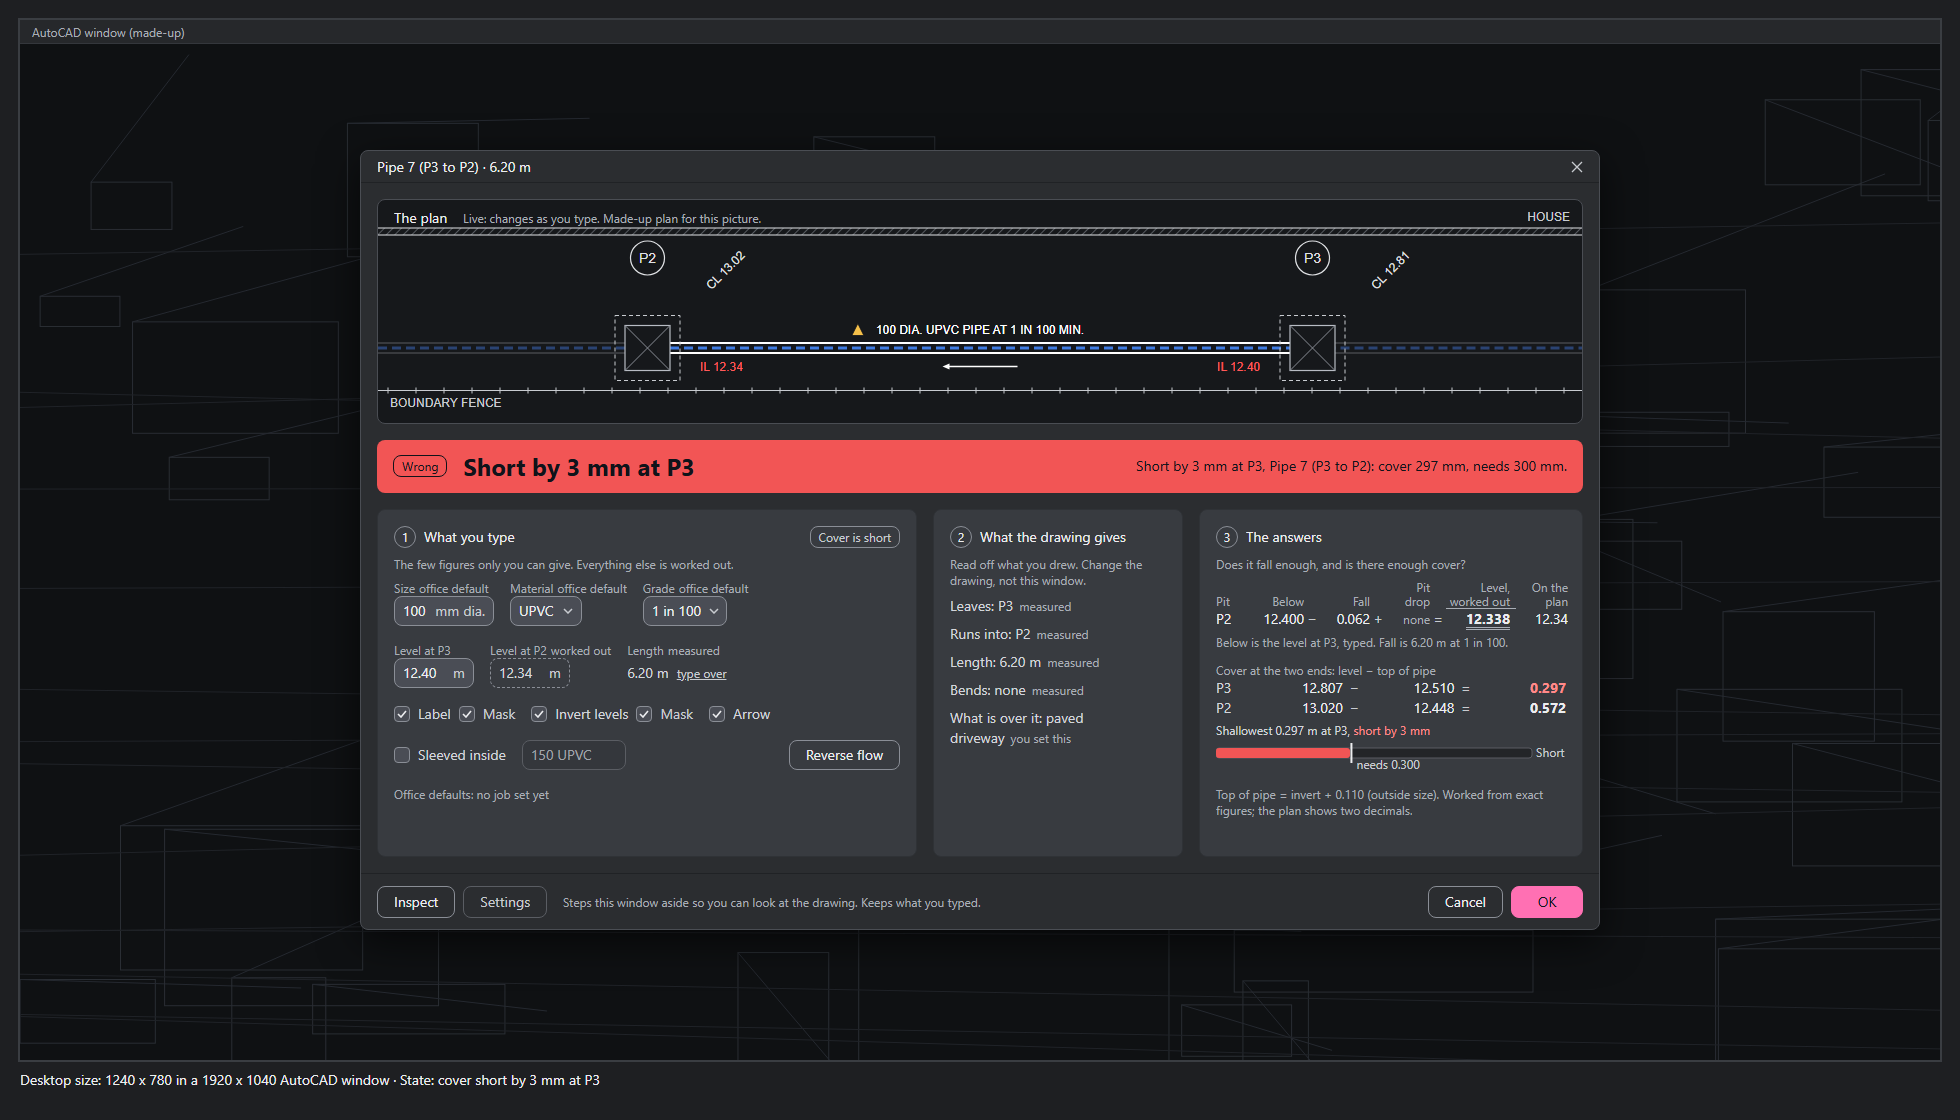 AutoCAD window (made-up)
Pipe 7 (P3 to P2) · 6.20 m
The plan Live: changes as you type. Made-up plan for this picture.
HOUSE
P2
CL 13.02
P3
CL 12.81
100 DIA. UPVC PIPE AT 1 IN 100 MIN.
IL 12.34
IL 12.40
BOUNDARY FENCE
Wrong
Short by 3 mm at P3
Short by 3 mm at P3, Pipe 7 (P3 to P2): cover 297 mm, needs 300 mm.
1 What you type
Cover is short
The few figures only you can give. Everything else is worked out.
Size office default
Material office default
Grade office default
100 mm dia.
UPVC
1 in 100
Level at P3
Level at P2 worked out
Length measured
12.40 m
12.34 m
6.20 m type over
Label
Mask
Invert levels
Mask
Arrow
Sleeved inside
150 UPVC
Reverse flow
Office defaults: no job set yet
2 What the drawing gives
Read off what you drew. Change the
drawing, not this window.
Leaves: P3 measured
Runs into: P2 measured
Length: 6.20 m measured
Bends: none measured
What is over it: paved
driveway you set this
3 The answers
Does it fall enough, and is there enough cover?
Pit Level, On the
Pit Below Fall drop worked out plan
P2 12.400 − 0.062 + none = 12.338 12.34
Below is the level at P3, typed. Fall is 6.20 m at 1 in 100.
Cover at the two ends: level − top of pipe
P3 12.807 − 12.510 = 0.297
P2 13.020 − 12.448 = 0.572
Shallowest 0.297 m at P3, short by 3 mm
Short
needs 0.300
Top of pipe = invert + 0.110 (outside size). Worked from exact
figures; the plan shows two decimals.
Inspect
Settings
Steps this window aside so you can look at the drawing. Keeps what you typed.
Cancel
OK
Desktop size: 1240 x 780 in a 1920 x 1040 AutoCAD window · State: cover short by 3 mm at P3